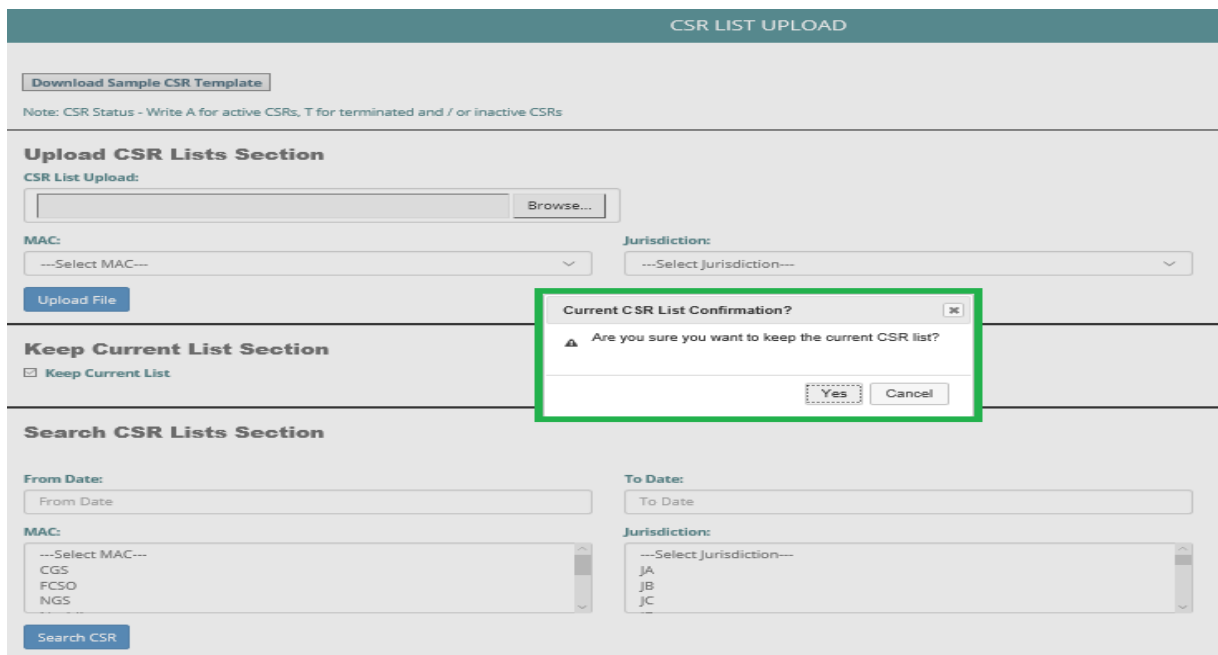 CSR LIST UPLOAD
Download Sample CSR Template
Note: CSR Status - Write A for active CSRs, T for terminated and / or inactive CSRs
Upload CSR Lists Section
CSR List Upload:
Browse...
MAC:
Jurisdiction:
---Select MAC---
---Select Jurisdiction---
Upload File
Current CSR List Confirmation?
Are you sure you want to keep the current CSR list?
Yes
Cancel
Keep Current List Section
Keep Current List
Search CSR Lists Section
From Date:
To Date:
From Date
To Date
MAC:
Jurisdiction:
---Select MAC---
CGS
FCSO
NGS
---Select Jurisdiction---
JA
JB
JC
Search CSR